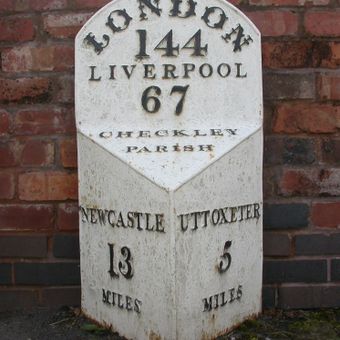 LONDON
144
LIVERPOOL
67
CHECKLEY
PARISH
NEWCASTLE
13
MILES
UTTOXETER
5
MILES